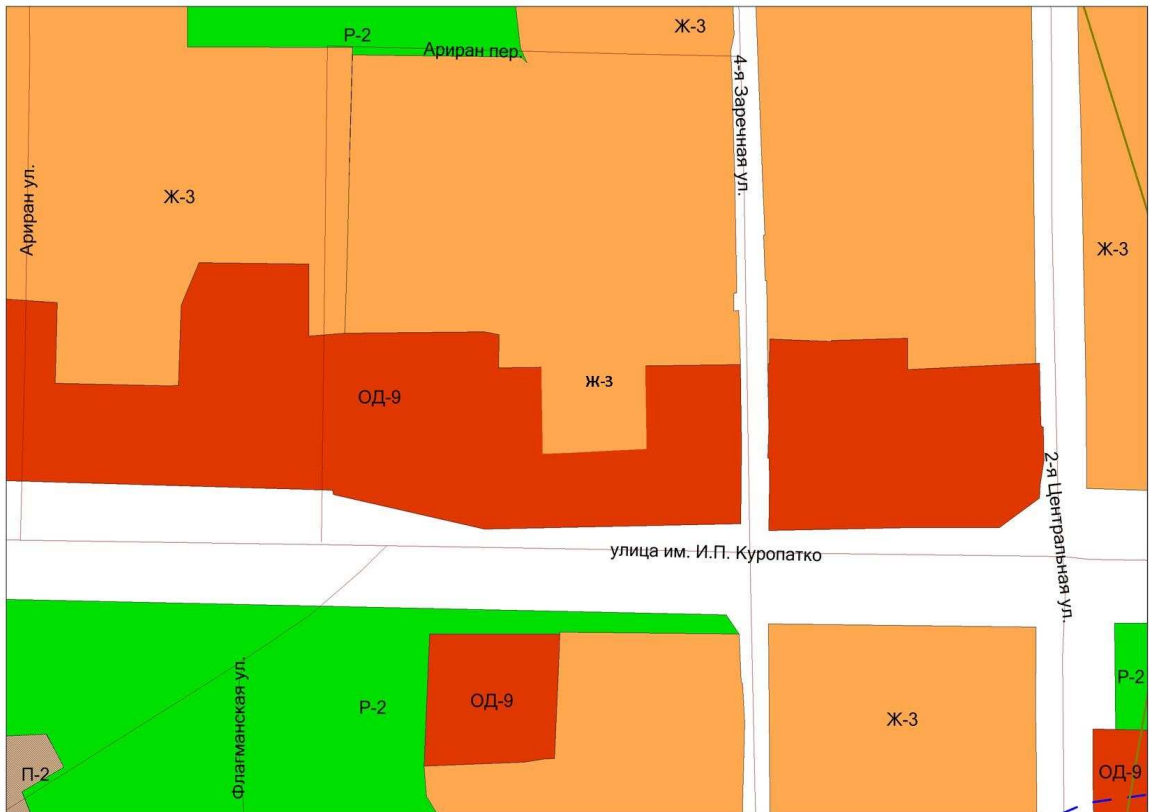 Ж-3
Р-2
Ариран пер.
4-я Заречная ул.
Ариран ул.
Ж-3
Ж-3
Ж-3
ОД-9
2-я Центральная ул.
улица им. И.П. Куропатко
Р-2
Флагманская ул.
Р-2
ОД-9
Ж-3
П-2
ОД-9